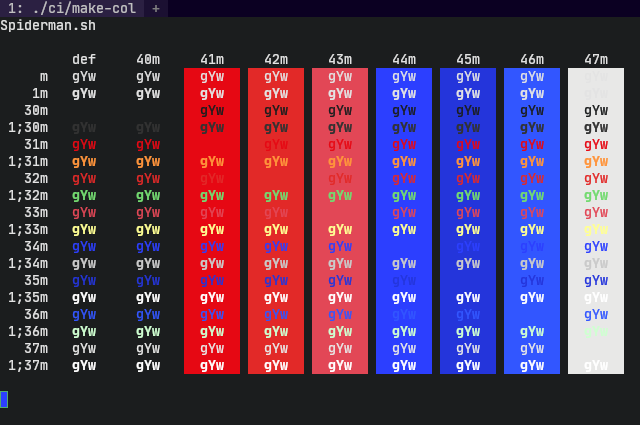 1: ./ci/make-col +
Spiderman.sh
def 40m 41m 42m 43m 44m 45m 46m 47m
m gYw gYw gYw gYw gYw gYw gYw gYw gYw
1m gYw gYw gYw gYw gYw gYw gYw gYw
30m gYw gYw gYw gYw gYw gYw gYw
1;30m gYw gYw gYw gYw gYw gYw gYw gYw gYw
31m gYw gYw gYw gYw gYw gYw gYw gYw
1;31m gYw gYw gYw gYw gYw gYw gYw gYw gYw
32m gYw gYw gYw gYw gYw gYw gYw gYw
1;32m gYw gYw gYw gYw gYw gYw gYw gYw gYw
33m gYw gYw gYw gYw gYw gYw gYw gYw
1;33m gYw gYw gYw gYw gYw gYw gYw gYw gYw
34m gYw gYw gYw gYw gYw gYw gYw gYw
1;34m gYw gYw gYw gYw gYw gYw gYw gYw gYw
35m gYw gYw gYw gYw gYw gYw gYw gYw
1;35m gYw gYw gYw gYw gYw gYw gYw gYw gYw
36m gYw gYw gYw gYw gYw gYw gYw gYw
1;36m gYw gYw gYw gYw gYw gYw gYw gYw gYw
37m gYw gYw gYw gYw gYw gYw gYw gYw
1;37m gYw gYw gYw gYw gYw gYw gYw gYw gYw